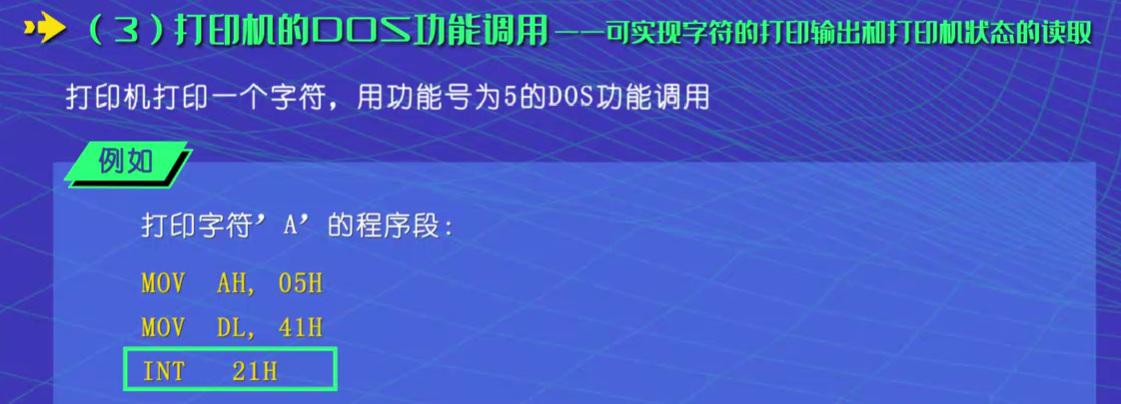 （3）打印机的DOS功能调用——可实现字符的打印输出和打印机状态的读取
打印机打印一个字符，用功能号为5的DOS功能调用
例如
打印字符’A’的程序段：
MOV AH, 05H
MOV DL, 41H
INT 21H